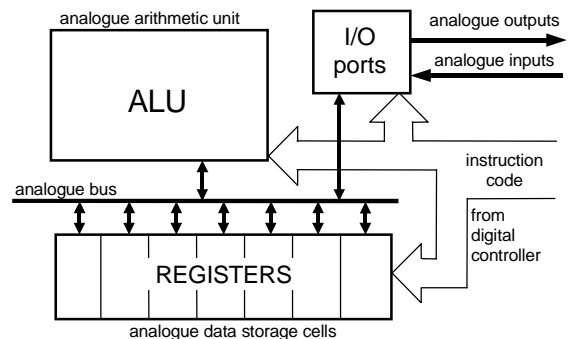 analogue arithmetic unit
ALU
I/O
ports
analogue outputs
analogue inputs
instruction
code
analogue bus
from
digital
controller
REGISTERS
analogue data storage cells